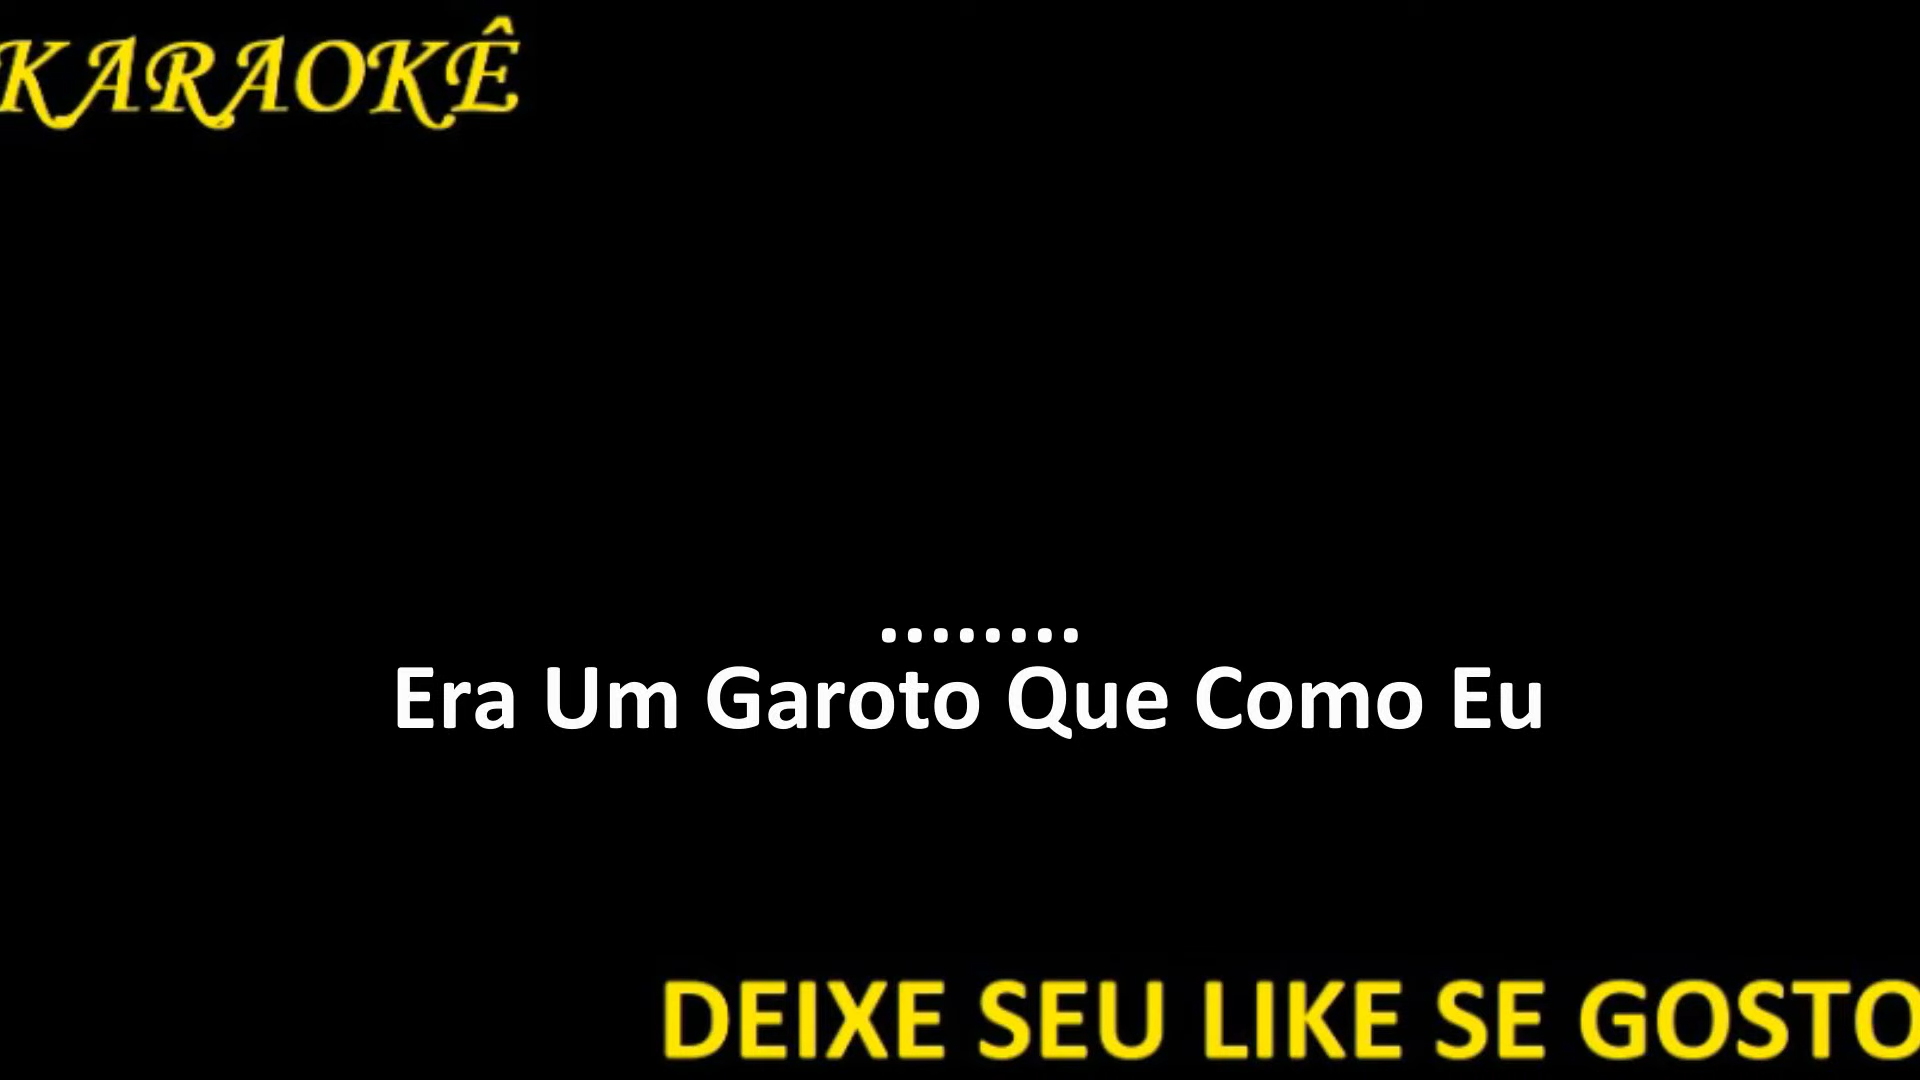 KARAOKÊ
........
Era Um Garoto Que Como Eu
DEIXE SEU LIKE SE GOSTO